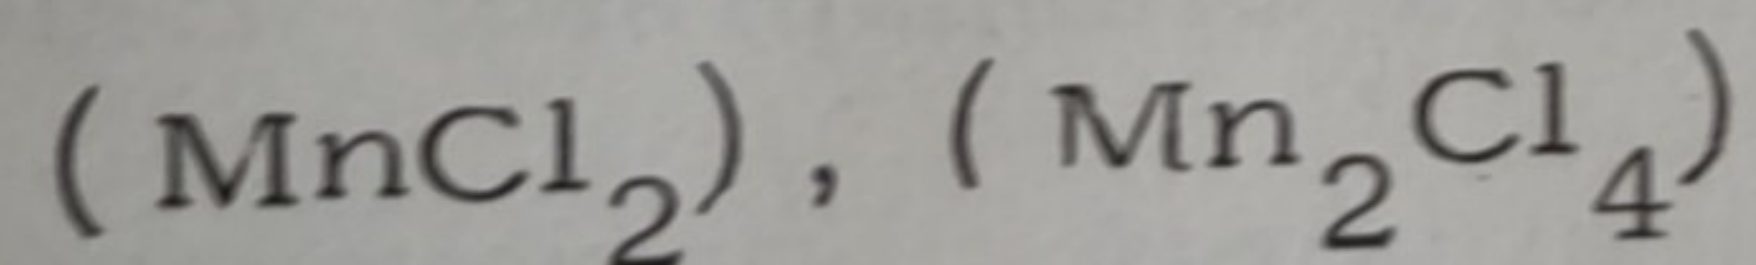 (MnCl₂), (Mn₂Cl₄)